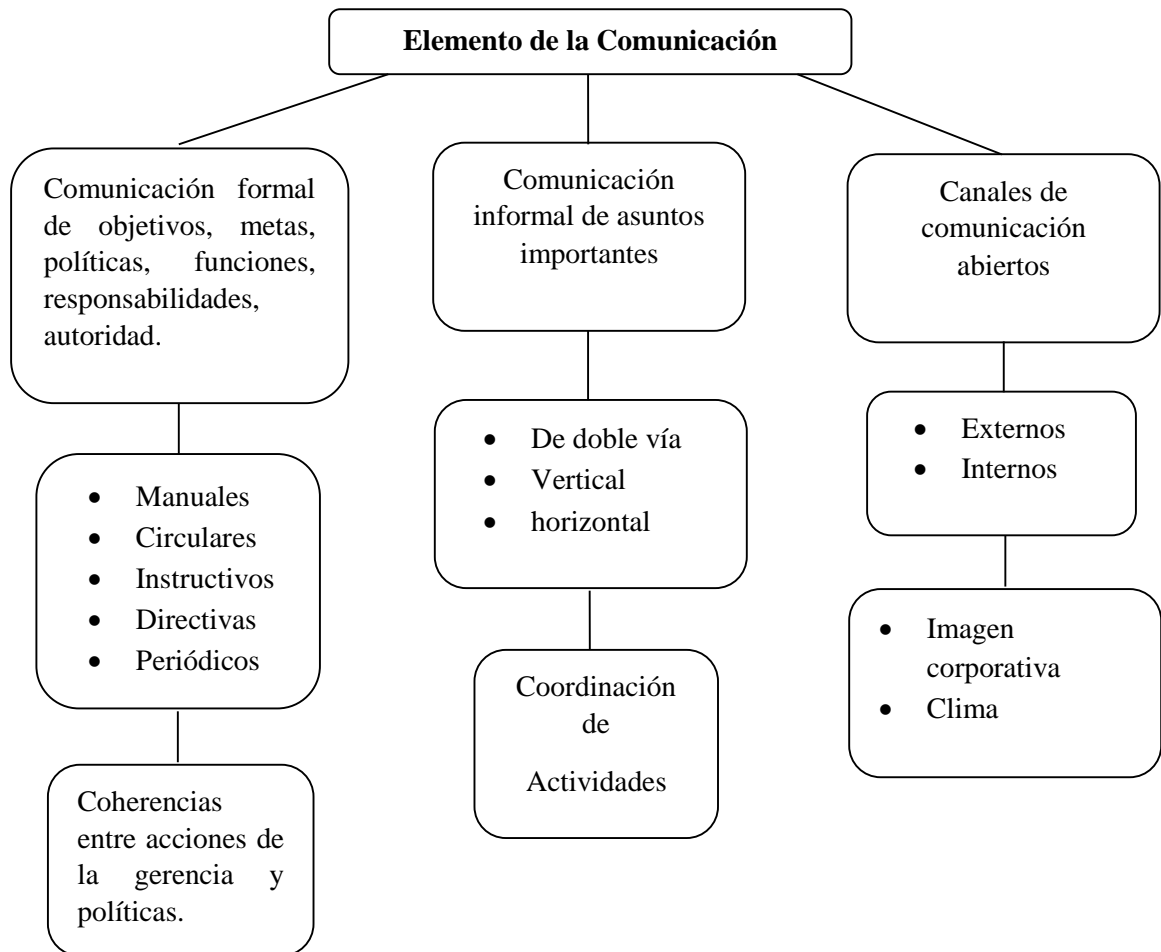 Elemento de la Comunicación
Comunicación formal
de objetivos, metas,
políticas, funciones,
responsabilidades,
autoridad.
• Manuales
• Circulares
• Instructivos
• Directivas
• Periódicos
Coherencias
entre acciones de
la gerencia y
políticas.
Comunicación
informal de asuntos
importantes
• De doble vía
• Vertical
• horizontal
Coordinación
de
Actividades
Canales de
comunicación
abiertos
• Externos
• Internos
• Imagen
corporativa
• Clima